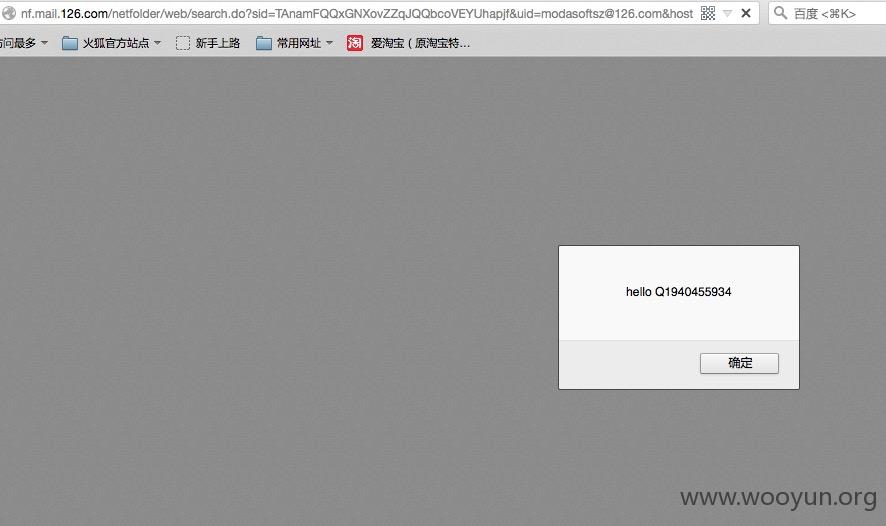 nf.mail.126.com/netfolder/web/search.do?sid=TAnamFQQxGNXovZZqJQQbcoVEYUhapjf&uid=modasoftsz@126.com&host
百度 <⌘K>
访问最多 火狐官方站点 新手上路 常用网址 淘 爱淘宝 ( 原淘宝特...
hello Q1940455934
确定
www.wooyun.org